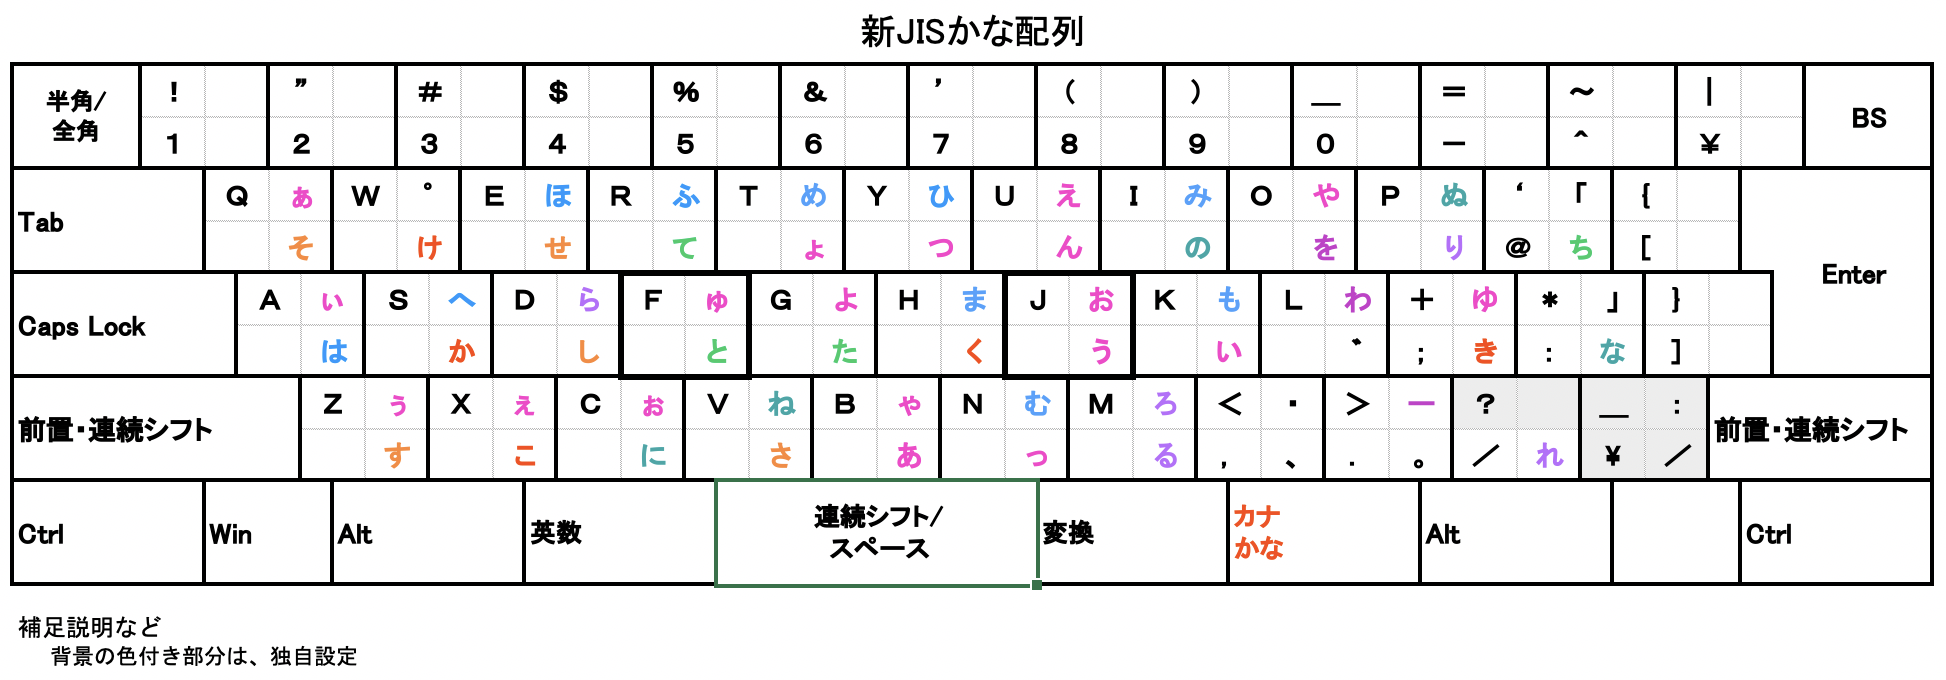 新JISかな配列
半角/ ! ” # $ % & ’ ( ) ＿ = ~ | BS
全角 1 2 3 4 5 6 7 8 9 0 － ^ ¥
Tab Q ぁ W ° E ほ R ふ T め Y ひ U え I み O や P ぬ ‘ 「 {
そ け せ て ょ つ ん の を り @ ち [
Enter
Caps Lock A ぃ S へ D ら F ゅ G よ H ま J お K も L わ ＋ ゆ * 」 }
は か し と た く う い ゛ ; き : な ]
前置・連続シフト Z ぅ X ぇ C ぉ V ね B ゃ N む M ろ ＜ ・ ＞ ー ? ＿ : 前置・連続シフト
す こ に さ あ っ る , 、 . 。 ／ れ ¥ ／
Ctrl Win Alt 英数 連続シフト/ 変換 カナ Alt Ctrl
スペース かな
補足説明など
背景の色付き部分は、独自設定